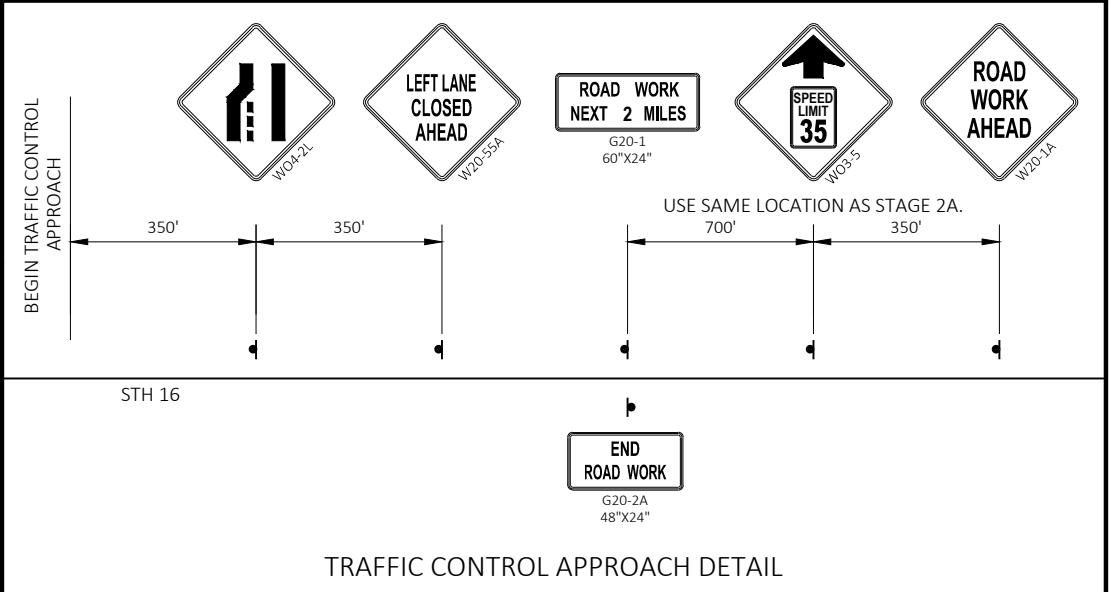 BEGIN TRAFFIC CONTROL
APPROACH
WO4-2L
LEFT LANE
CLOSED
AHEAD
W20-55A
ROAD WORK
NEXT 2 MILES
G20-1
60"X24"
SPEED
LIMIT
35
WO3-5
ROAD
WORK
AHEAD
W20-1A
USE SAME LOCATION AS STAGE 2A.
350'
350'
700'
350'
STH 16
END
ROAD WORK
G20-2A
48"X24"
TRAFFIC CONTROL APPROACH DETAIL